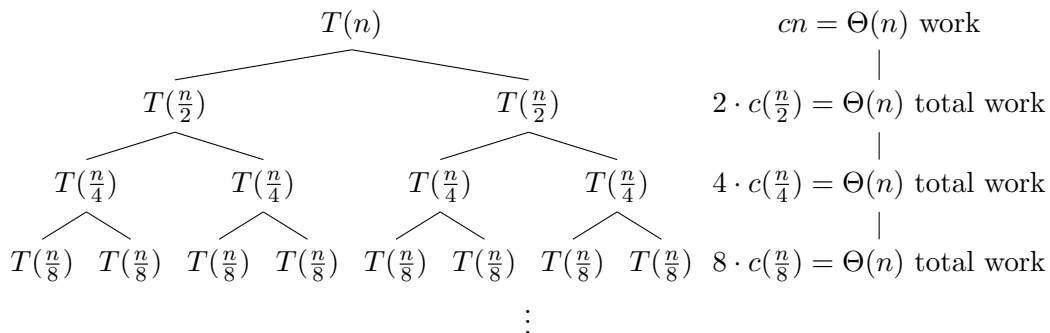 T(n) cn = Θ(n) work
T(n/2) T(n/2) 2 · c(n/2) = Θ(n) total work
T(n/4) T(n/4) T(n/4) T(n/4) 4 · c(n/4) = Θ(n) total work
T(n/8) T(n/8) T(n/8) T(n/8) T(n/8) T(n/8) T(n/8) T(n/8) 8 · c(n/8) = Θ(n) total work
⋮